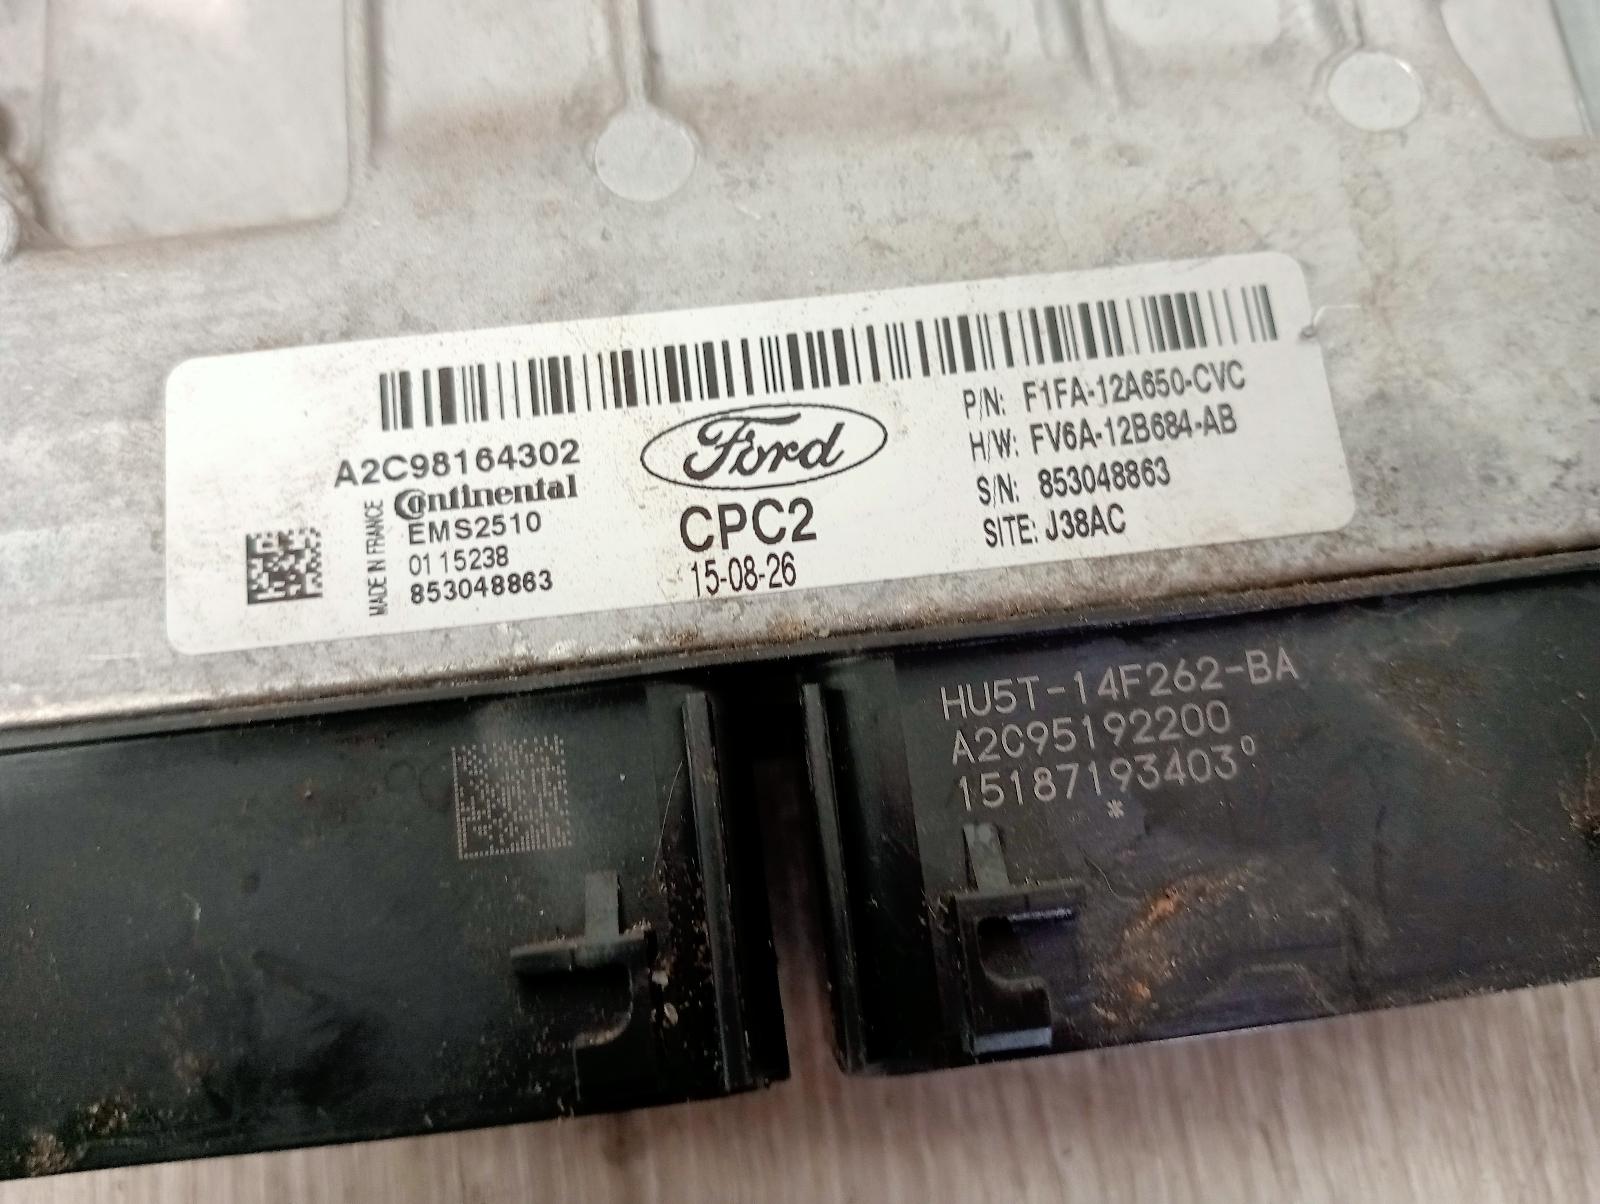 A2C98164302
Continental
EMS2510
01 15238
853048863
MADE IN FRANCE
Ford
CPC2
15-08-26
P/N: F1FA-12A650-CVC
H/W: FV6A-12B684-AB
S/N: 853048863
SITE: J38AC
HU5T-14F262-BA
A2C95192200
15187193403⁰
*